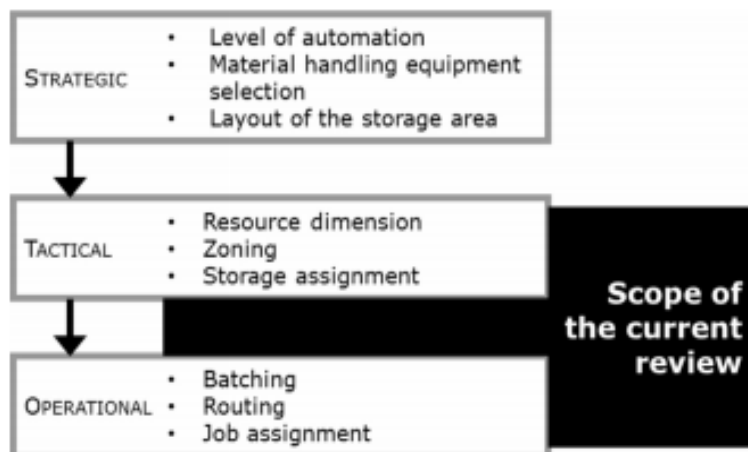 STRATEGIC
• Level of automation
• Material handling equipment
selection
• Layout of the storage area
TACTICAL
• Resource dimension
• Zoning
• Storage assignment
Scope of
the current
review
OPERATIONAL
• Batching
• Routing
• Job assignment